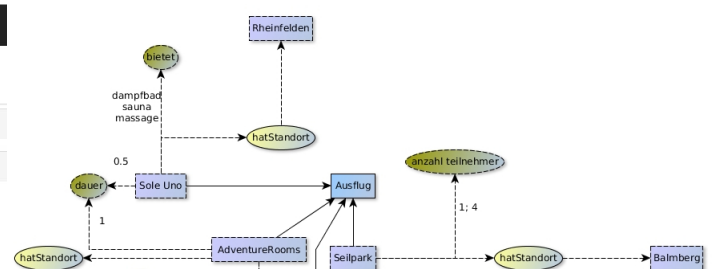 Rheinfelden
bietet
dampfbad
sauna
massage
hatStandort
0.5
anzahl teilnehmer
dauer
Sole Uno
Ausflug
1; 4
1
AdventureRooms
hatStandort
Seilpark
hatStandort
Balmberg